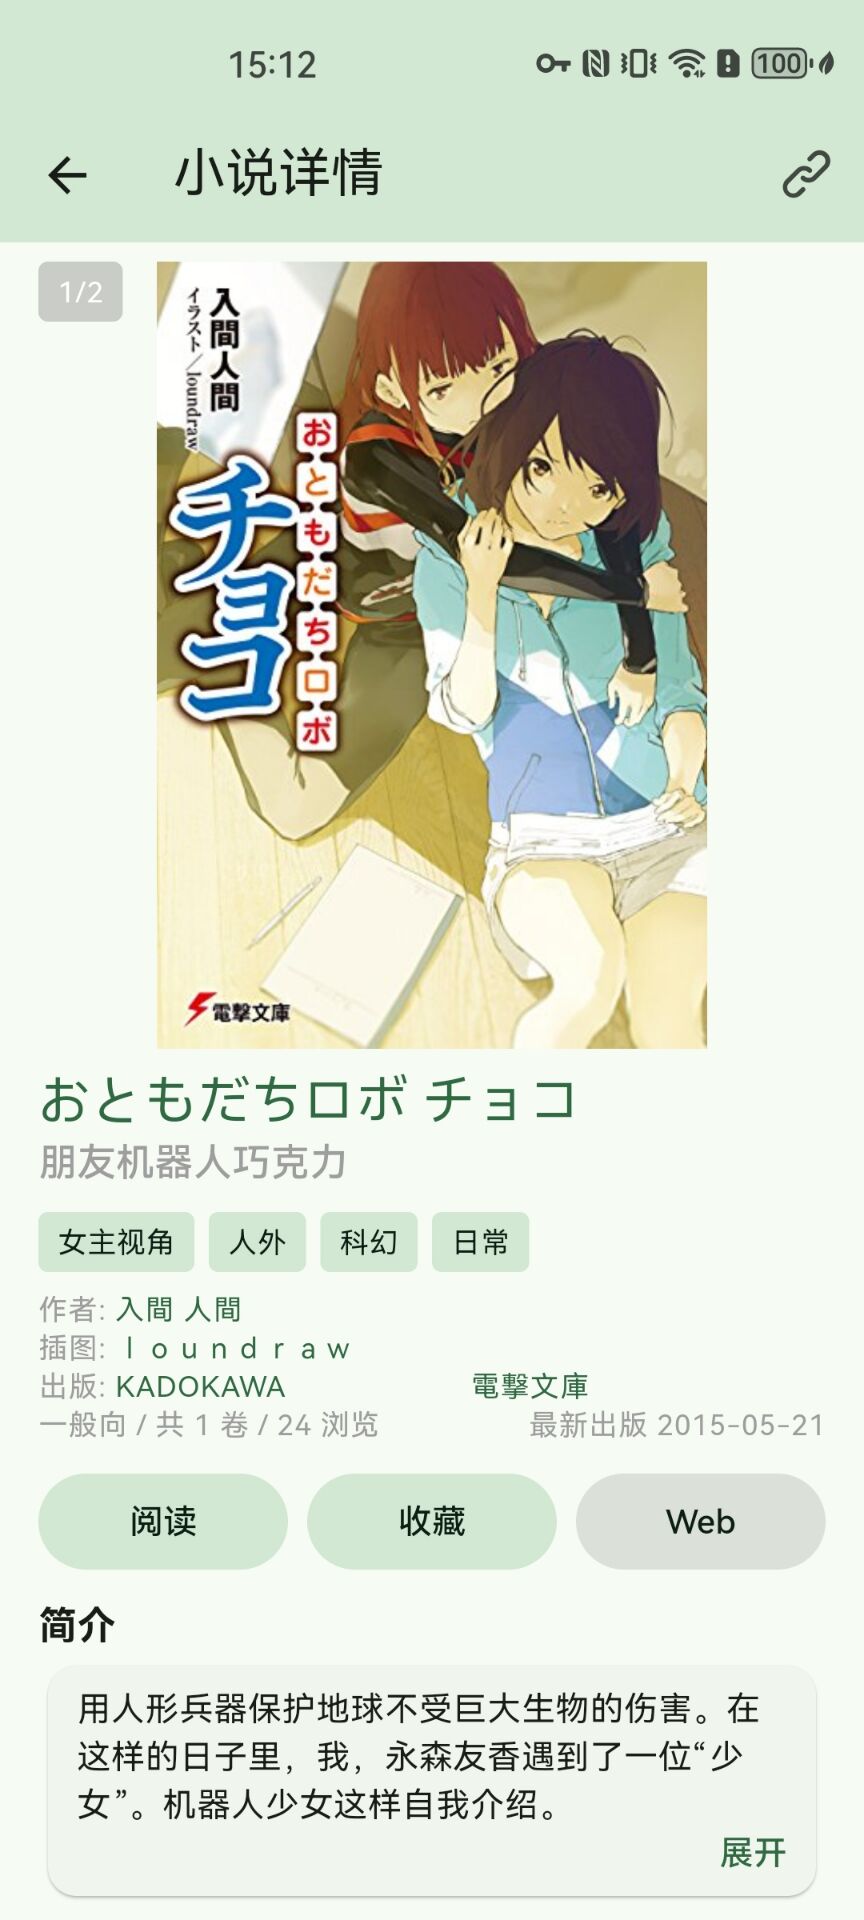 15:12
100
小说详情
1/2
入間人間
イラスト/loundraw
おともだちロボ
チョコ
電撃文庫
おともだちロボ チョコ
朋友机器人巧克力
女主视角 人外 科幻 日常
作者: 入間 人間
插图: ｌｏｕｎｄｒａｗ
出版: KADOKAWA 電撃文庫
一般向 / 共 1 卷 / 24 浏览 最新出版 2015-05-21
阅读 收藏 Web
简介
用人形兵器保护地球不受巨大生物的伤害。在
这样的日子里，我，永森友香遇到了一位“少
女”。机器人少女这样自我介绍。
展开